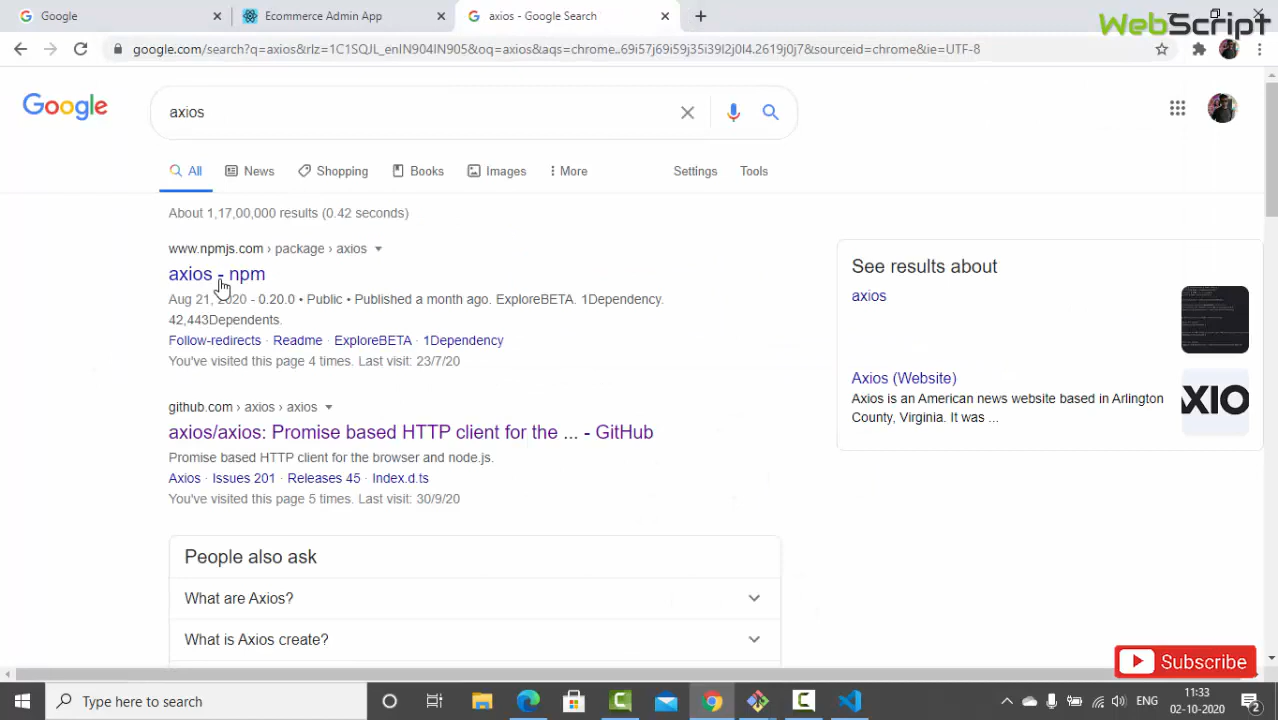 Google
Ecommerce Admin App
axios - Google Search
WebScript
google.com/search?q=axios&rlz=1C1SQJL_enIN904IN905&oq=axios&aqs=chrome..69i57j69i59j35i39l2j0l4.2619j0j7&sourceid=chrome&ie=UTF-8
Google
axios
All
News
Shopping
Books
Images
More
Settings
Tools
About 1,17,00,000 results (0.42 seconds)
www.npmjs.com › package › axios
axios - npm
Aug 21, 2020 - 0.20.0 • Public • Published a month ago. ExploreBETA. 1Dependency.
42,443Dependents.
Follow-redirects · Readme · ExploreBETA · 1Dependency
You've visited this page 4 times. Last visit: 23/7/20
github.com › axios › axios
axios/axios: Promise based HTTP client for the ... - GitHub
Promise based HTTP client for the browser and node.js.
Axios · Issues 201 · Releases 45 · Index.d.ts
You've visited this page 5 times. Last visit: 30/9/20
People also ask
What are Axios?
What is Axios create?
See results about
axios
Axios (Website)
Axios is an American news website based in Arlington
County, Virginia. It was ...
AXIO
Subscribe
Type here to search
ENG
11:33
02-10-2020
2